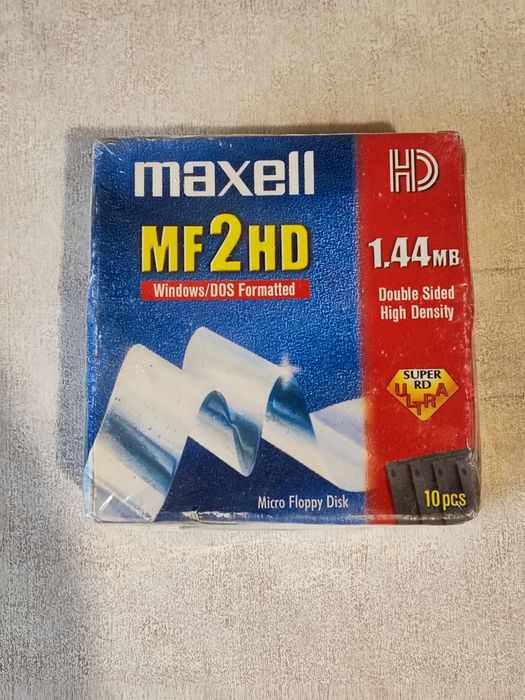 maxell
HD
MF2HD
1.44MB
Windows/DOS Formatted
Double Sided
High Density
SUPER
RD
ULTRA
Micro Floppy Disk
10pcs